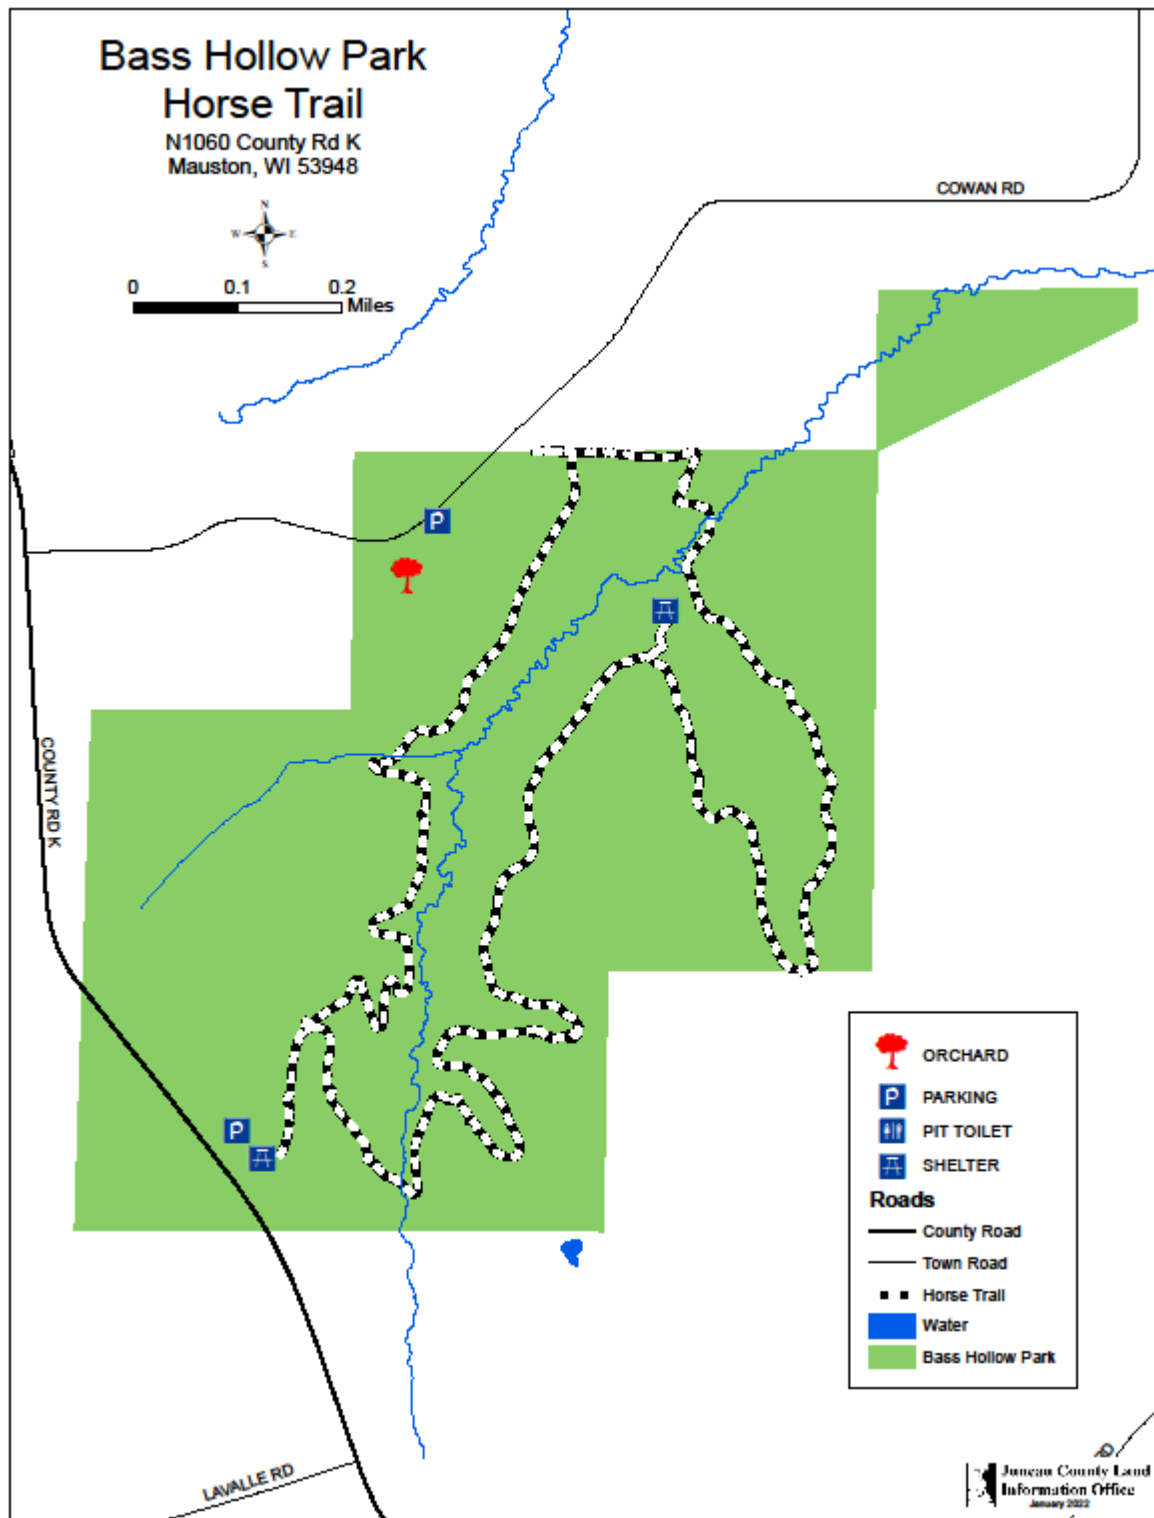 Bass Hollow Park
Horse Trail
N1060 County Rd K
Mauston, WI 53948
N
W E
S
0 0.1 0.2
Miles
COWAN RD
P
COUNTY RD K
P
LAVALLE RD
ORCHARD
P PARKING
PIT TOILET
SHELTER
Roads
County Road
Town Road
Horse Trail
Water
Bass Hollow Park
Juneau County Land
Information Office
January 2022